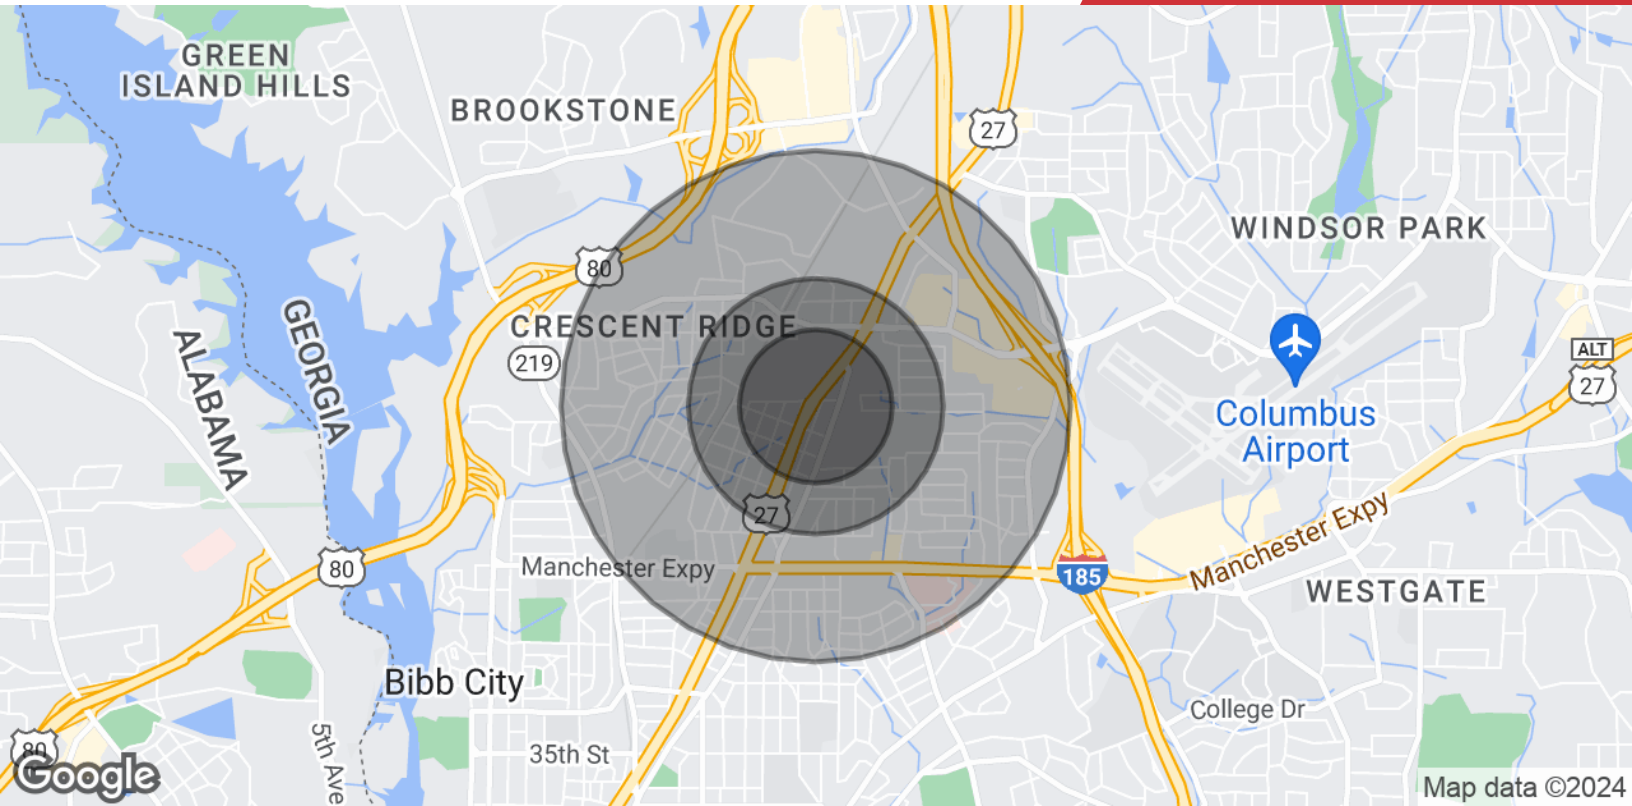 GREEN
ISLAND HILLS
BROOKSTONE
27
WINDSOR PARK
80
CRESCENT RIDGE
219
GEORGIA
ALABAMA
ALT
27
Columbus
Airport
27
Manchester Expy
80
Manchester Expy
185
WESTGATE
Bibb City
College Dr
5th Ave
35th St
80
Google
Map data ©2024